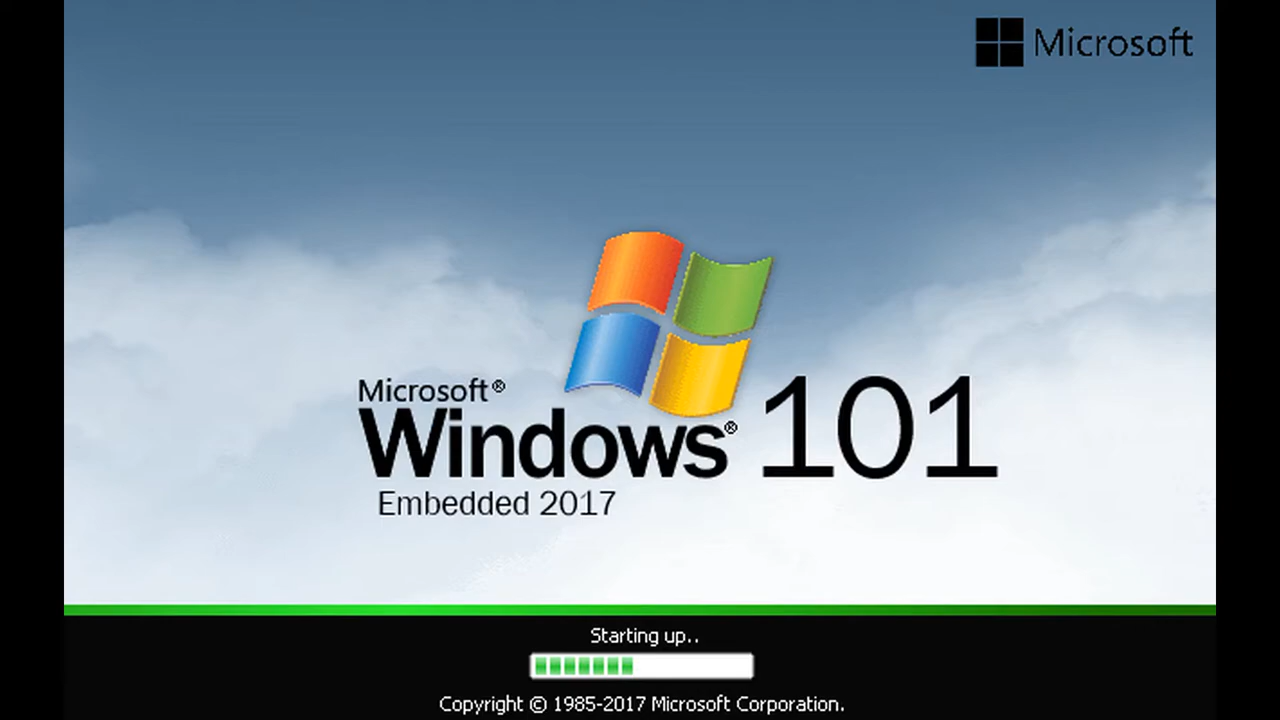 Microsoft
Microsoft®
Windows® 101
Embedded 2017
Starting up..
Copyright © 1985-2017 Microsoft Corporation.